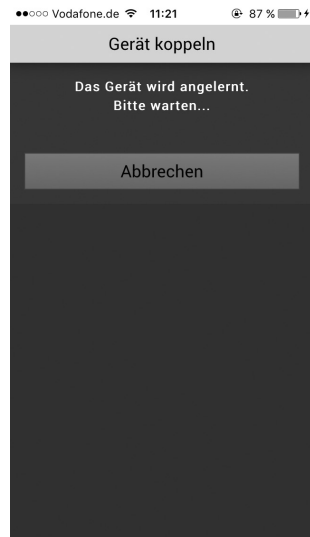 ●●○○○ Vodafone.de 11:21 87 %
Gerät koppeln
Das Gerät wird angelernt.
Bitte warten...
Abbrechen